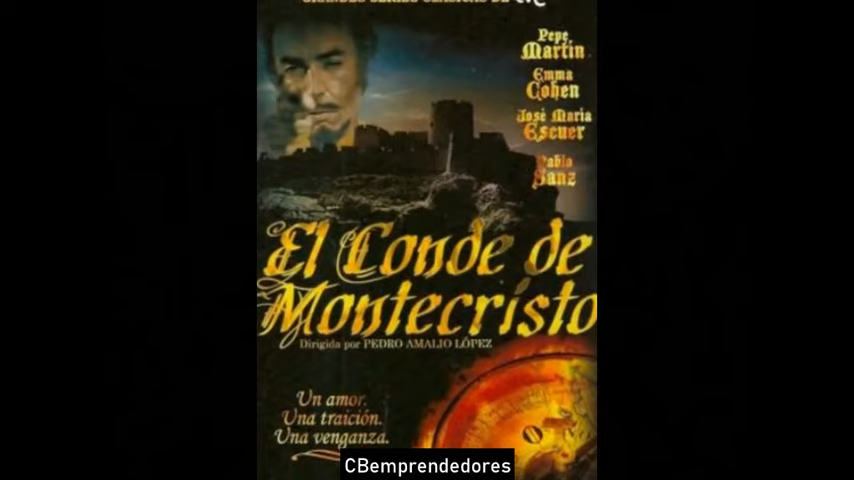 Pepe
Martín
Emma
Cohen
José María
Escuer
Pablo
Sanz
El Conde de
Montecristo
Dirigida por PEDRO AMALIO LÓPEZ
Un amor.
Una traición.
Una venganza.
CBemprendedores